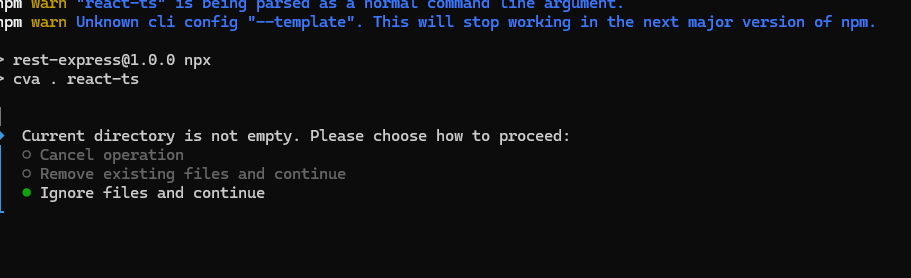 npm warn "react-ts" is being parsed as a normal command line argument.
npm warn Unknown cli config "--template". This will stop working in the next major version of npm.
> rest-express@1.0.0 npx
> cva . react-ts
Current directory is not empty. Please choose how to proceed:
Cancel operation
Remove existing files and continue
Ignore files and continue